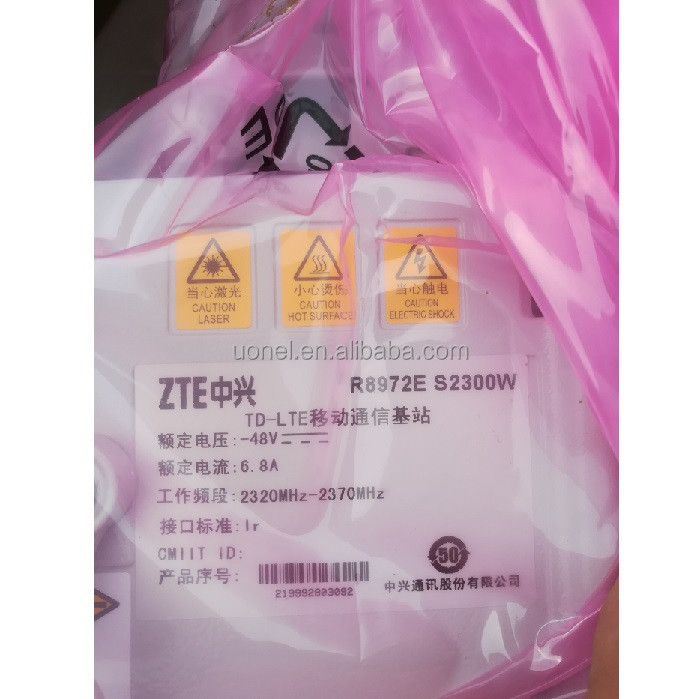 当心激光
CAUTION
LASER
小心烫伤
CAUTION
HOT SURFACE
当心触电
CAUTION
ELECTRIC SHOCK
uonel.en.alibaba.com
ZTE中兴
R8972E S2300W
TD-LTE移动通信基站
额定电压:-48V
额定电流:6.8A
工作频段:2320MHz-2370MHz
接口标准:Ir
CMIIT ID:
产品序号:
219992803092
50
中兴通讯股份有限公司